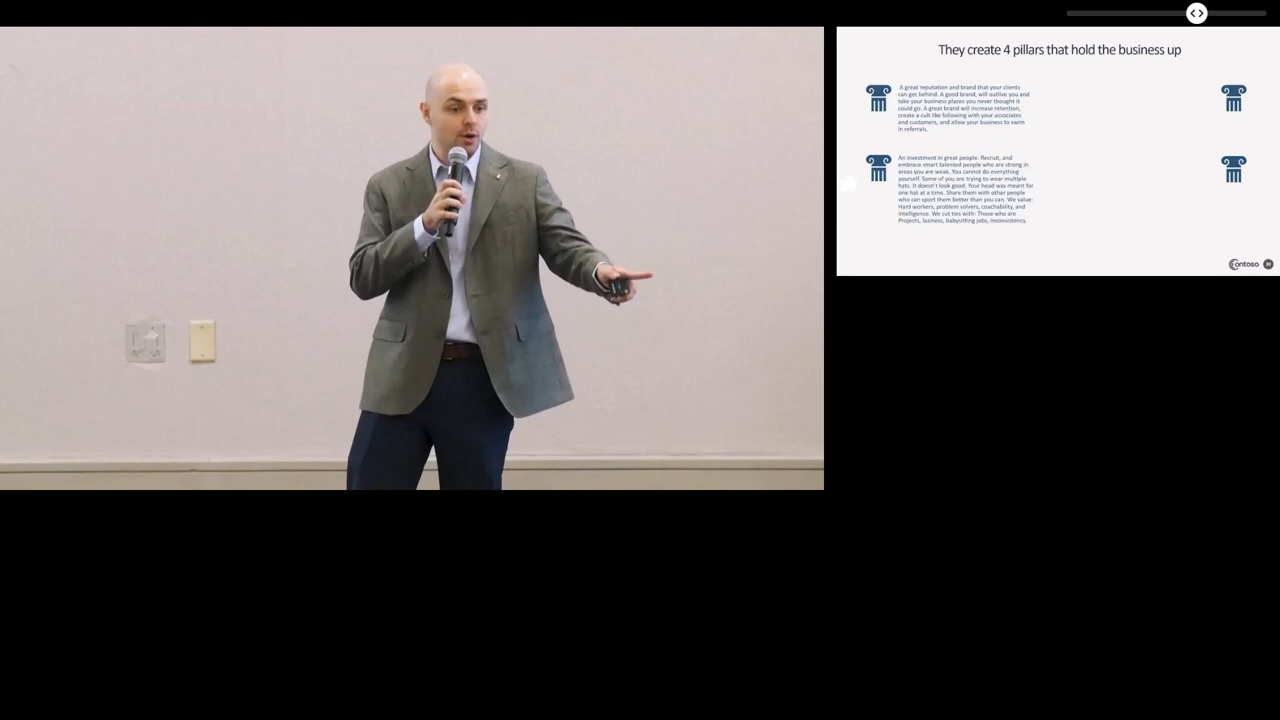 They create 4 pillars that hold the business up
A great reputation and brand that your clients
can get behind. A good brand, will outlive you and
take your business places you never thought it
could go. A great brand will increase retention,
create a cult like following with your associates
and customers, and allow your business to swim
in referrals.
An investment in great people. Recruit, and
embrace smart talented people who are strong in
areas you are weak. You cannot do everything
yourself. Some of you are trying to wear multiple
hats. It doesn't look good. Your head was meant for
one hat at a time. Share them with other people
who can sport them better than you can. We value:
Hard workers, problem solvers, coachability, and
intelligence. We cut ties with: Those who are
Projects, laziness, babysitting jobs, inconsistency.
Contoso